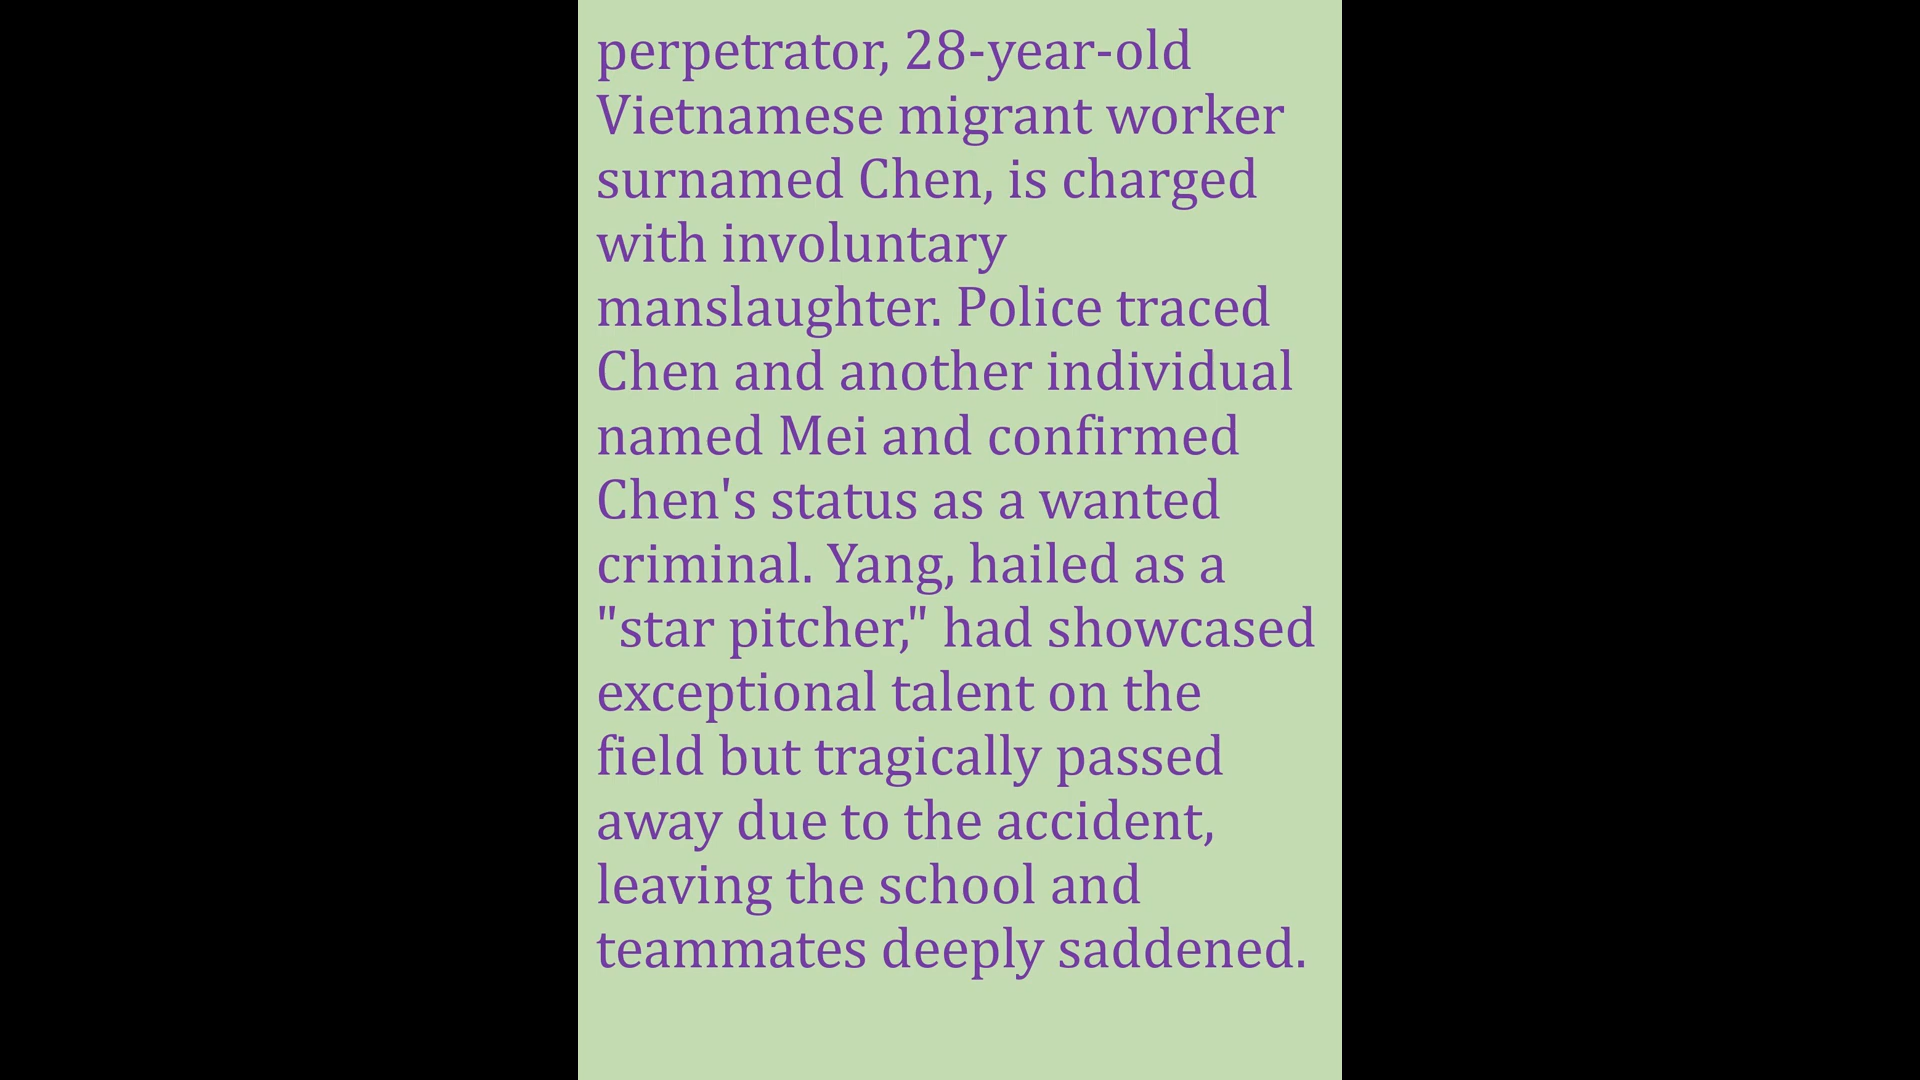 perpetrator, 28-year-old
Vietnamese migrant worker
surnamed Chen, is charged
with involuntary
manslaughter. Police traced
Chen and another individual
named Mei and confirmed
Chen's status as a wanted
criminal. Yang, hailed as a
"star pitcher," had showcased
exceptional talent on the
field but tragically passed
away due to the accident,
leaving the school and
teammates deeply saddened.